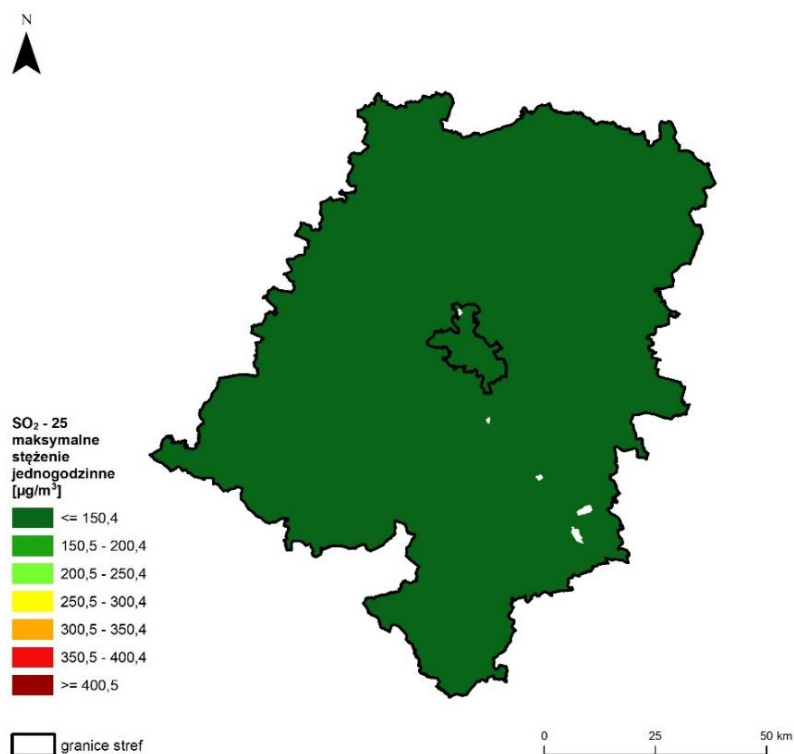 N
SO₂ - 25
maksymalne
stężenie
jednogodzinne
[µg/m³]
<= 150,4
150,5 - 200,4
200,5 - 250,4
250,5 - 300,4
300,5 - 350,4
350,5 - 400,4
>= 400,5
granice stref
0 25 50 km